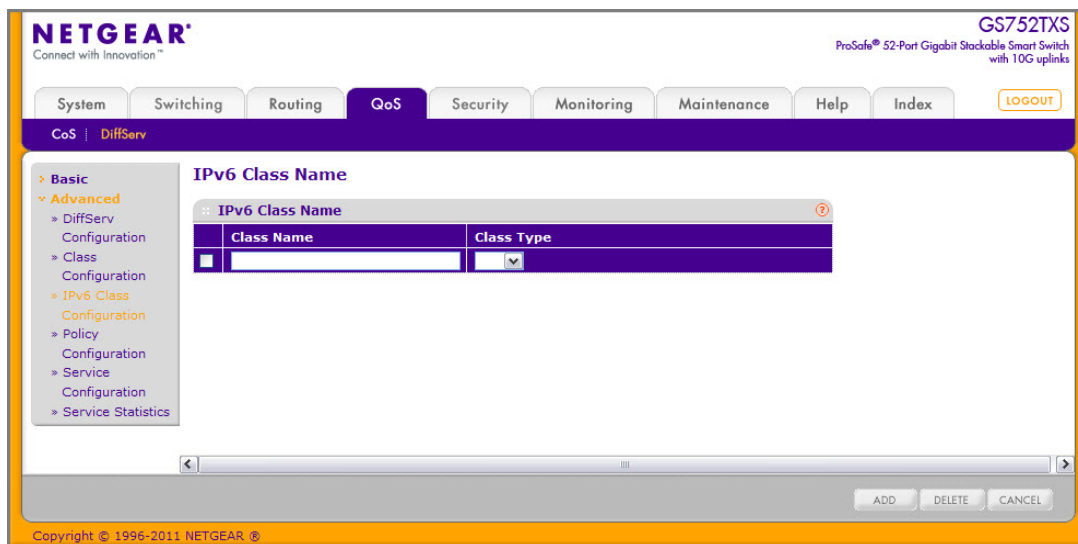 NETGEAR®
Connect with Innovation™
GS752TXS
ProSafe® 52-Port Gigabit Stackable Smart Switch
with 10G uplinks
System Switching Routing QoS Security Monitoring Maintenance Help Index LOGOUT
CoS | DiffServ
Basic
Advanced
» DiffServ
Configuration
» Class
Configuration
» IPv6 Class
Configuration
» Policy
Configuration
» Service
Configuration
» Service Statistics
IPv6 Class Name
IPv6 Class Name
Class Name Class Type
ADD DELETE CANCEL
Copyright © 1996-2011 NETGEAR ®